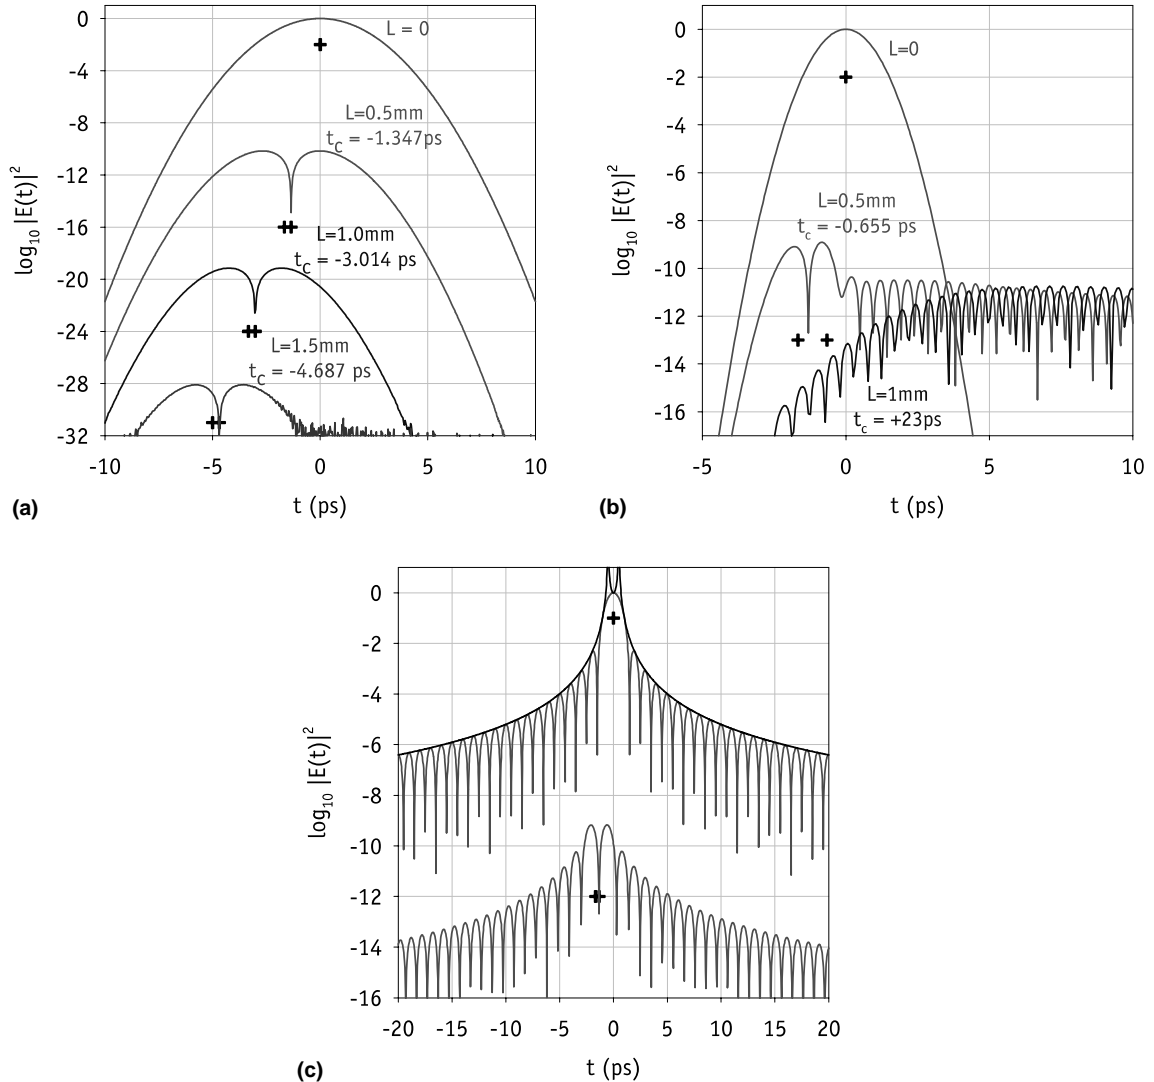 0
-4
-8
-12
-16
-20
-24
-28
-32
log₁₀ |E(t)|²
L = 0
L=0.5mm
t_c = -1.347ps
L=1.0mm
t_c = -3.014 ps
L=1.5mm
t_c = -4.687 ps
-10 -5 0 5 10
t (ps)
(a)
0
-2
-4
-6
-8
-10
-12
-14
-16
log₁₀ |E(t)|²
L=0
L=0.5mm
t_c = -0.655 ps
L=1mm
t_c = +23ps
-5 0 5 10
t (ps)
(b)
0
-2
-4
-6
-8
-10
-12
-14
-16
log₁₀ |E(t)|²
-20 -15 -10 -5 0 5 10 15 20
t (ps)
(c)